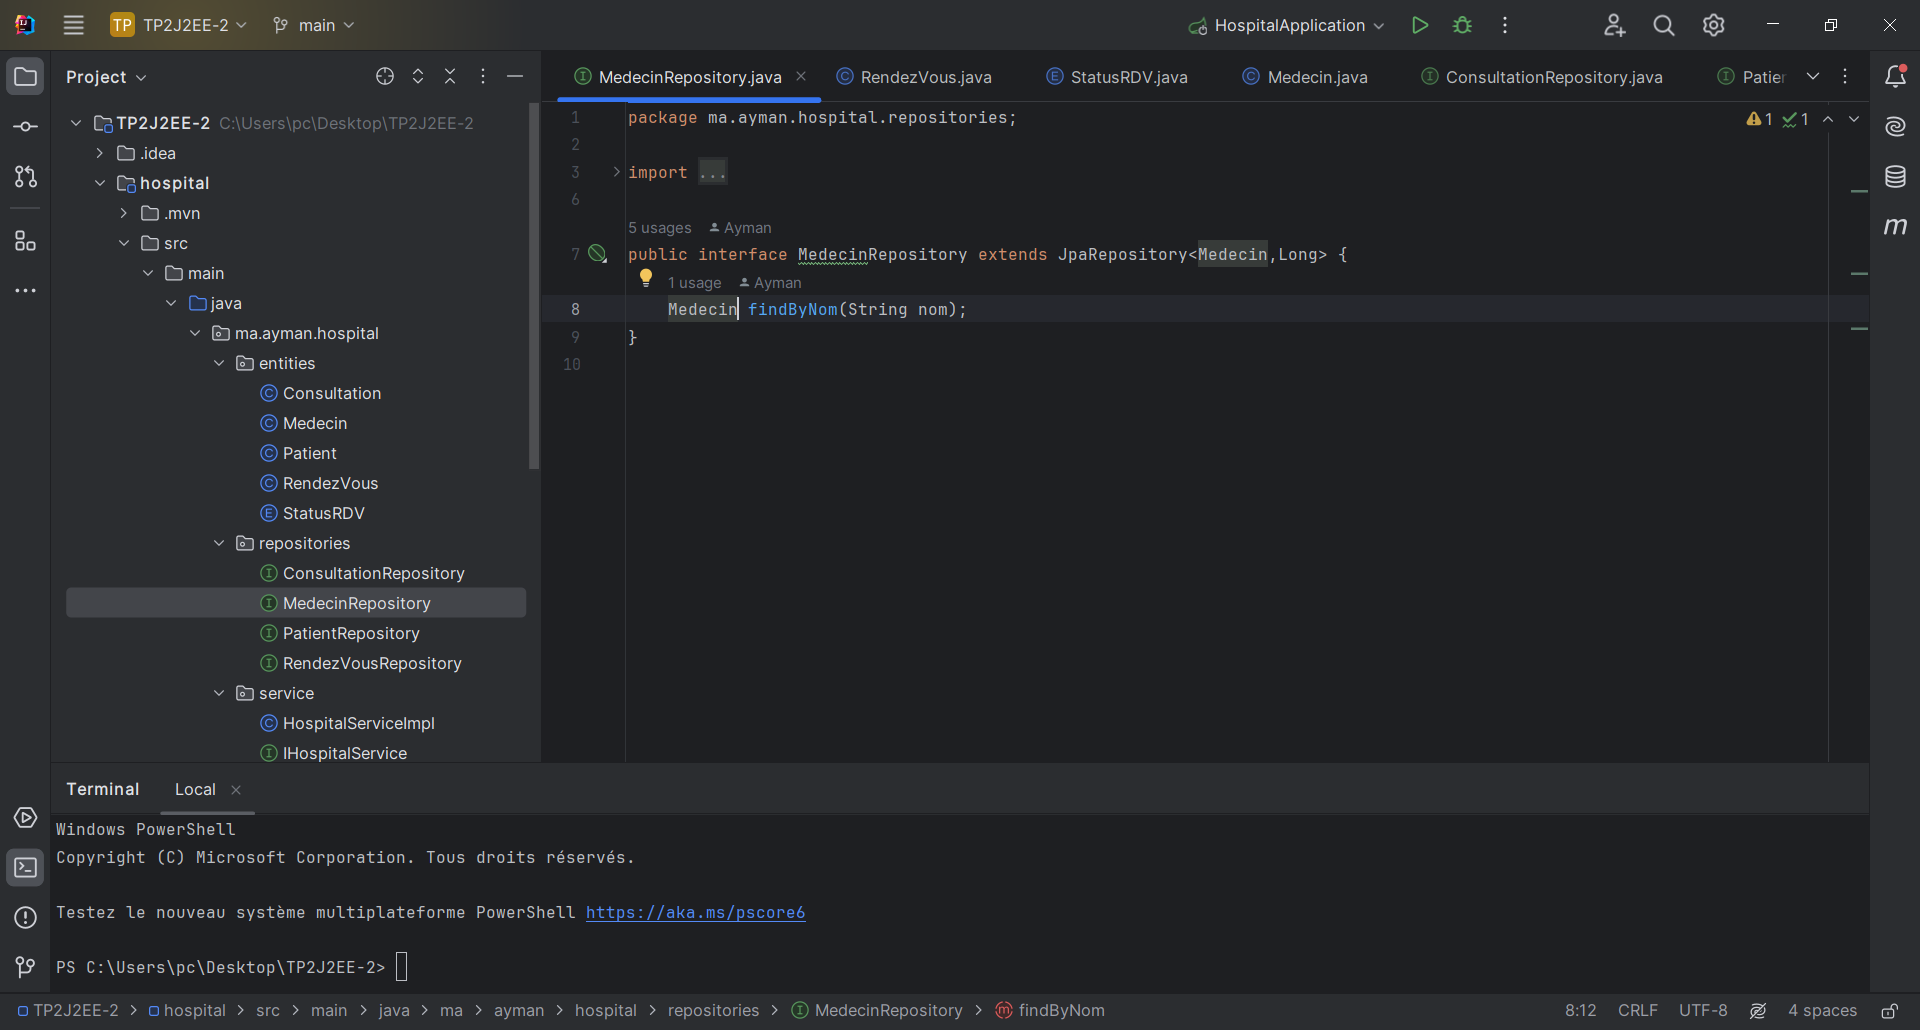 TP TP2J2EE-2 main HospitalApplication
Project
TP2J2EE-2 C:\Users\pc\Desktop\TP2J2EE-2
.idea
hospital
.mvn
src
main
java
ma.ayman.hospital
entities
Consultation
Medecin
Patient
RendezVous
StatusRDV
repositories
ConsultationRepository
MedecinRepository
PatientRepository
RendezVousRepository
service
HospitalServiceImpl
IHospitalService
MedecinRepository.java RendezVous.java StatusRDV.java Medecin.java ConsultationRepository.java Patier
1 package ma.ayman.hospital.repositories; 1 1
2
3 import ...
6
5 usages Ayman
7 public interface MedecinRepository extends JpaRepository<Medecin,Long> {
1 usage Ayman
8 Medecin findByNom(String nom);
9 }
10
Terminal Local
Windows PowerShell
Copyright (C) Microsoft Corporation. Tous droits réservés.
Testez le nouveau système multiplateforme PowerShell https://aka.ms/pscore6
PS C:\Users\pc\Desktop\TP2J2EE-2>
TP2J2EE-2 > hospital > src > main > java > ma > ayman > hospital > repositories > MedecinRepository > findByNom 8:12 CRLF UTF-8 4 spaces